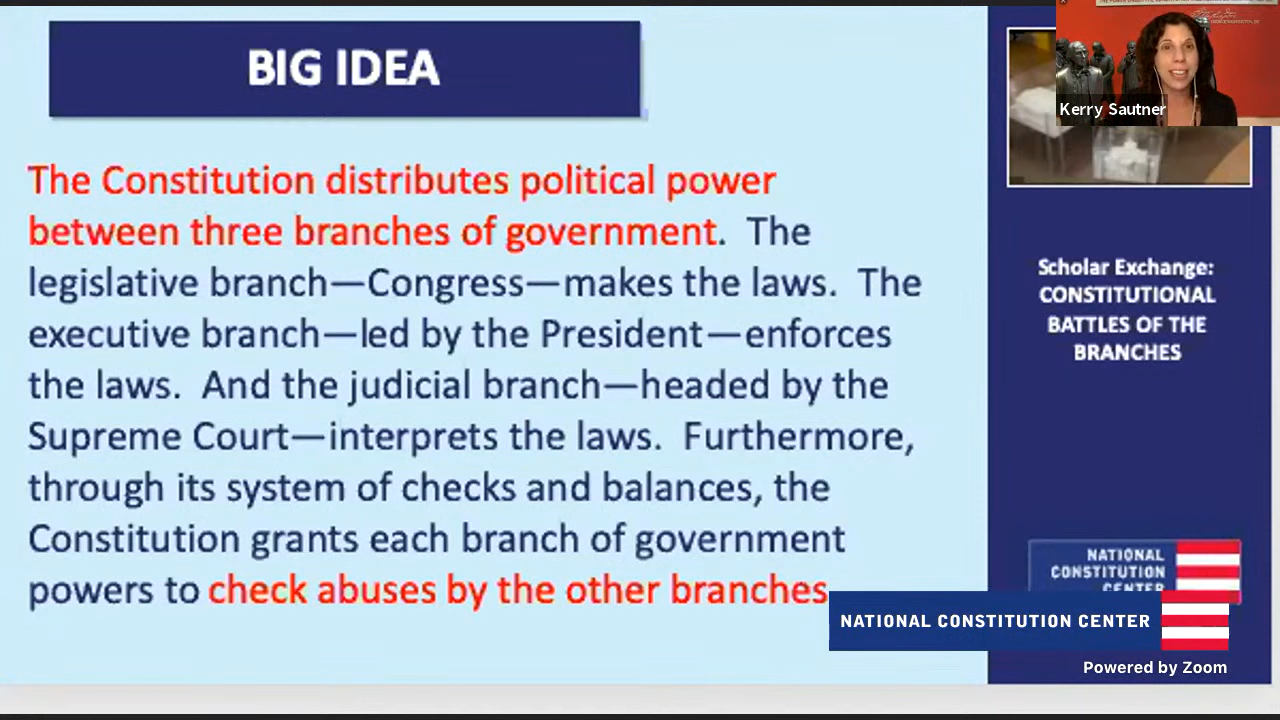 BIG IDEA
The Constitution distributes political power
between three branches of government. The
legislative branch—Congress—makes the laws. The
executive branch—led by the President—enforces
the laws. And the judicial branch—headed by the
Supreme Court—interprets the laws. Furthermore,
through its system of checks and balances, the
Constitution grants each branch of government
powers to check abuses by the other branches
Kerry Sautner
Scholar Exchange:
CONSTITUTIONAL
BATTLES OF THE
BRANCHES
NATIONAL
CONSTITUTION
CENTER
NATIONAL CONSTITUTION CENTER
Powered by Zoom